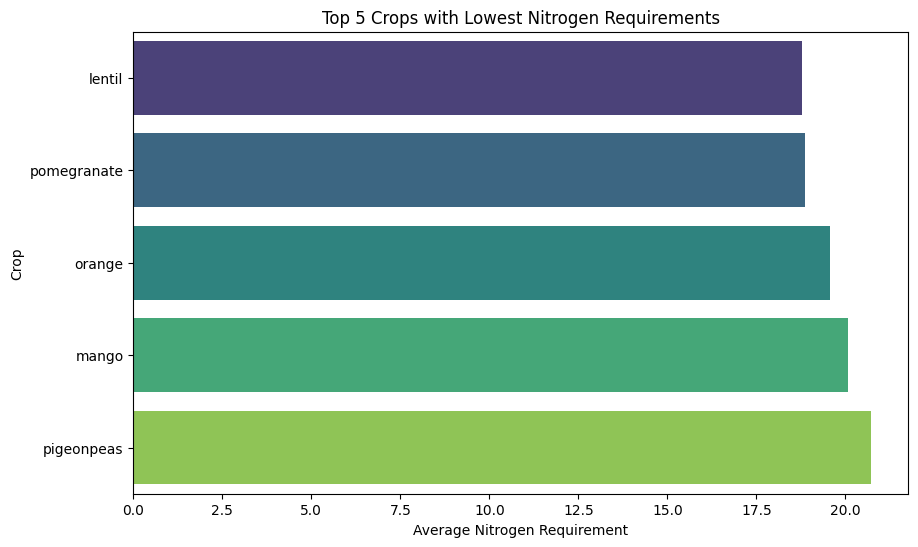 Top 5 Crops with Lowest Nitrogen Requirements
Crop
lentil
pomegranate
orange
mango
pigeonpeas
0.0 2.5 5.0 7.5 10.0 12.5 15.0 17.5 20.0
Average Nitrogen Requirement